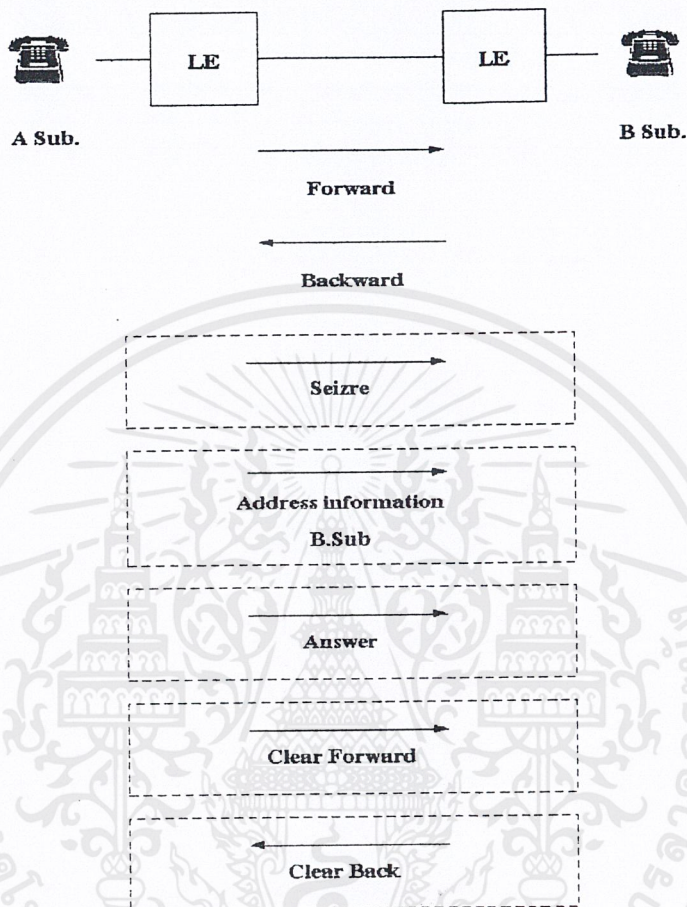 LE
LE
A Sub.
B Sub.
Forward
Backward
Seizre
Address information
B.Sub
Answer
Clear Forward
Clear Back